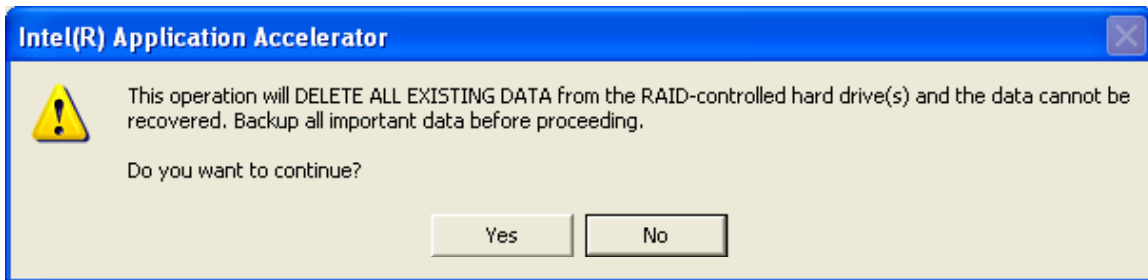 Intel(R) Application Accelerator
This operation will DELETE ALL EXISTING DATA from the RAID-controlled hard drive(s) and the data cannot be
recovered. Backup all important data before proceeding.
Do you want to continue?
Yes
No